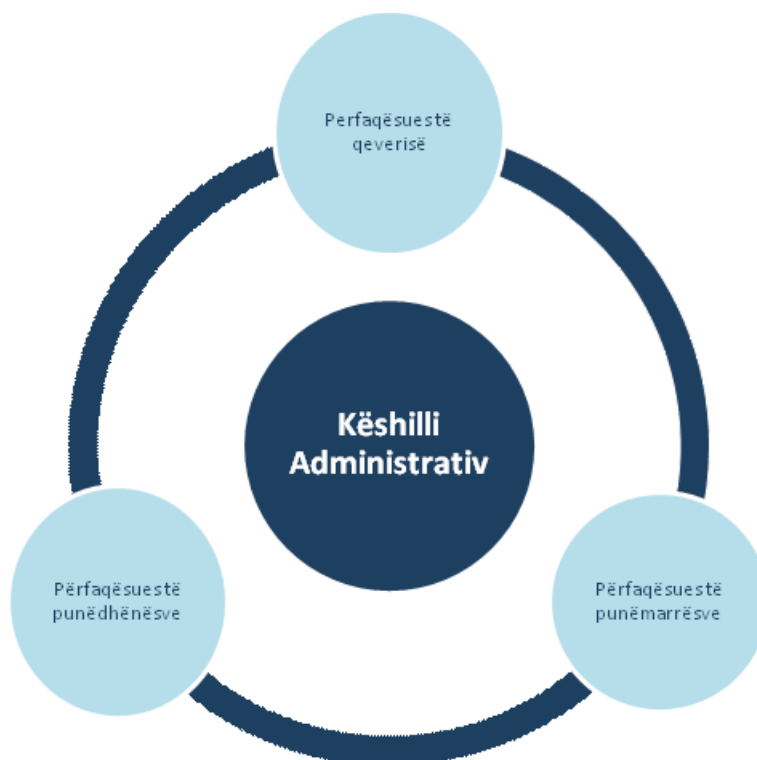 Perfaqësuestë
qeverisë
Këshilli
Administrativ
Përfaqësuestë
punëdhënësve
Përfaqësuestë
punëmarrësve